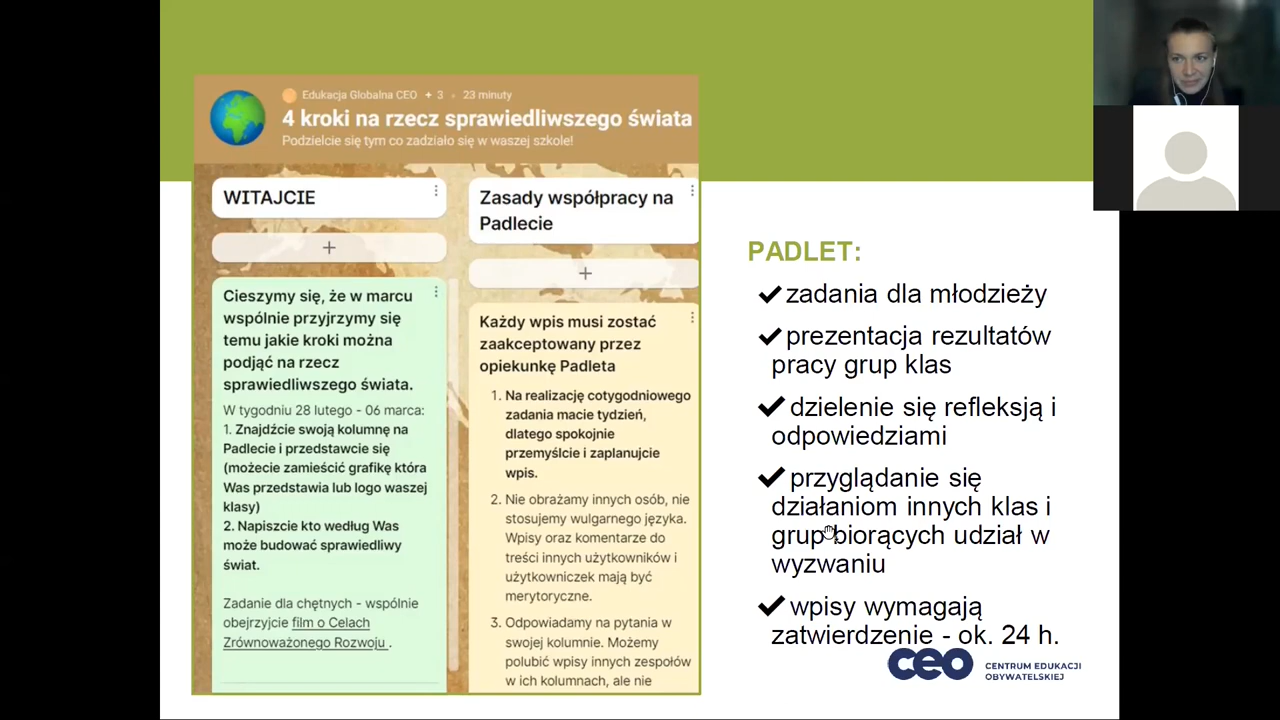 Edukacja Globalna CEO + 3 · 23 minuty
4 kroki na rzecz sprawiedliwszego świata
Podzielcie się tym co zadziało się w waszej szkole!
WITAJCIE
+
Cieszymy się, że w marcu
wspólnie przyjrzymy się
temu jakie kroki można
podjąć na rzecz
sprawiedliwszego świata.
W tygodniu 28 lutego - 06 marca:
1. Znajdźcie swoją kolumnę na
Padlecie i przedstawcie się
(możecie zamieścić grafikę która
Was przedstawia lub logo waszej
klasy)
2. Napiszcie kto według Was
może budować sprawiedliwy
świat.
Zadanie dla chętnych - wspólnie
obejrzyjcie film o Celach
Zrównoważonego Rozwoju .
Zasady współpracy na
Padlecie
+
Każdy wpis musi zostać
zaakceptowany przez
opiekunkę Padleta
1. Na realizację cotygodniowego
zadania macie tydzień,
dlatego spokojnie
przemyślcie i zaplanujcie
wpis.
2. Nie obrażamy innych osób, nie
stosujemy wulgarnego języka.
Wpisy oraz komentarze do
treści innych użytkowników i
użytkowniczek mają być
merytoryczne.
3. Odpowiadamy na pytania w
swojej kolumnie. Możemy
polubić wpisy innych zespołów
w ich kolumnach, ale nie
PADLET:
✔ zadania dla młodzieży
✔ prezentacja rezultatów
pracy grup klas
✔ dzielenie się refleksją i
odpowiedziami
✔ przyglądanie się
działaniom innych klas i
grup biorących udział w
wyzwaniu
✔ wpisy wymagają
zatwierdzenie - ok. 24 h.
ceo CENTRUM EDUKACJI
OBYWATELSKIEJ